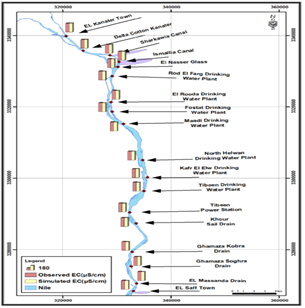 320000
340000
EL Kanater Town
Delta Cotton Kanater
Sharkawia Canal
Ismailia Canal
El Nasser Glass
Rod El Farg Drinking
Water Plant
El Rooda Drinking
Water Plant
Fostat Drinking
Water Plant
Maadi Drinking
Water Plant
North Helwan
Drinking Water Plant
Kafr El Elw Drinking
Water Plant
Tibeen Drinking
Water Plant
Tibeen
Power Station
Khour
Sail Drain
Ghamaza Kobra
Drain
Ghamaza Soghra
Drain
EL Massanda Drain
EL Saff Town
Legend
180
Observed EC(µS/cm)
Simulated EC(µS/cm)
Nile
320000
340000